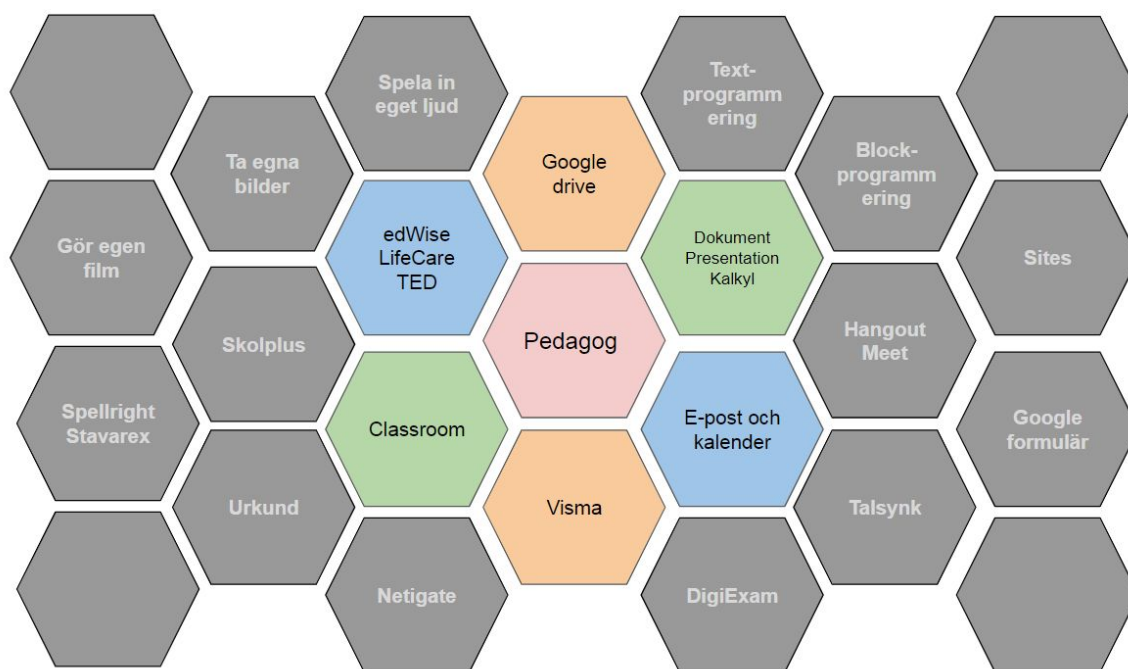 Spela in
eget ljud
Text-
programm
ering
Ta egna
bilder
Google
drive
Block-
programm
ering
Gör egen
film
edWise
LifeCare
TED
Dokument
Presentation
Kalkyl
Sites
Skolplus
Pedagog
Hangout
Meet
Spellright
Stavarex
Classroom
E-post och
kalender
Google
formulär
Urkund
Visma
Talsynk
Netigate
DigiExam